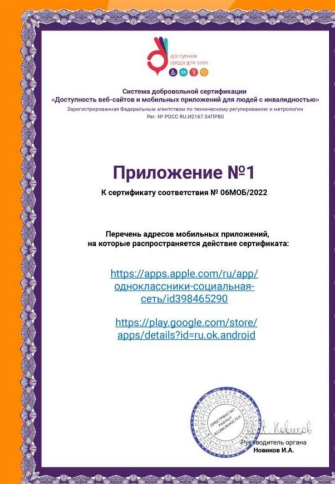 доступная
среда для всех
Система добровольной сертификации
«Доступность веб-сайтов и мобильных приложений для людей с инвалидностью»
Зарегистрированная Федеральным агентством по техническому регулированию и метрологии
Рег. № РОСС RU.И2167.04ПРВ0
Приложение №1
К сертификату соответствия № 06МОБ/2022
Перечень адресов мобильных приложений,
на которые распространяется действие сертификата:
https://apps.apple.com/ru/app/
одноклассники-социальная-
сеть/id398465290
https://play.google.com/store/
apps/details?id=ru.ok.android
Руководитель органа
Новиков И.А.